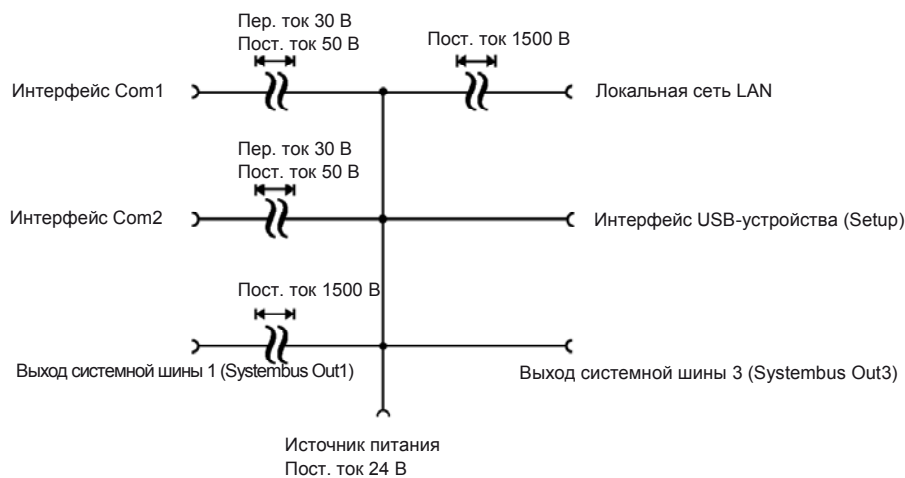 Пер. ток 30 В
Пост. ток 50 В
Пост. ток 1500 В
Интерфейс Com1
Локальная сеть LAN
Пер. ток 30 В
Пост. ток 50 В
Интерфейс Com2
Интерфейс USB-устройства (Setup)
Пост. ток 1500 В
Выход системной шины 1 (Systembus Out1)
Выход системной шины 3 (Systembus Out3)
Источник питания
Пост. ток 24 В